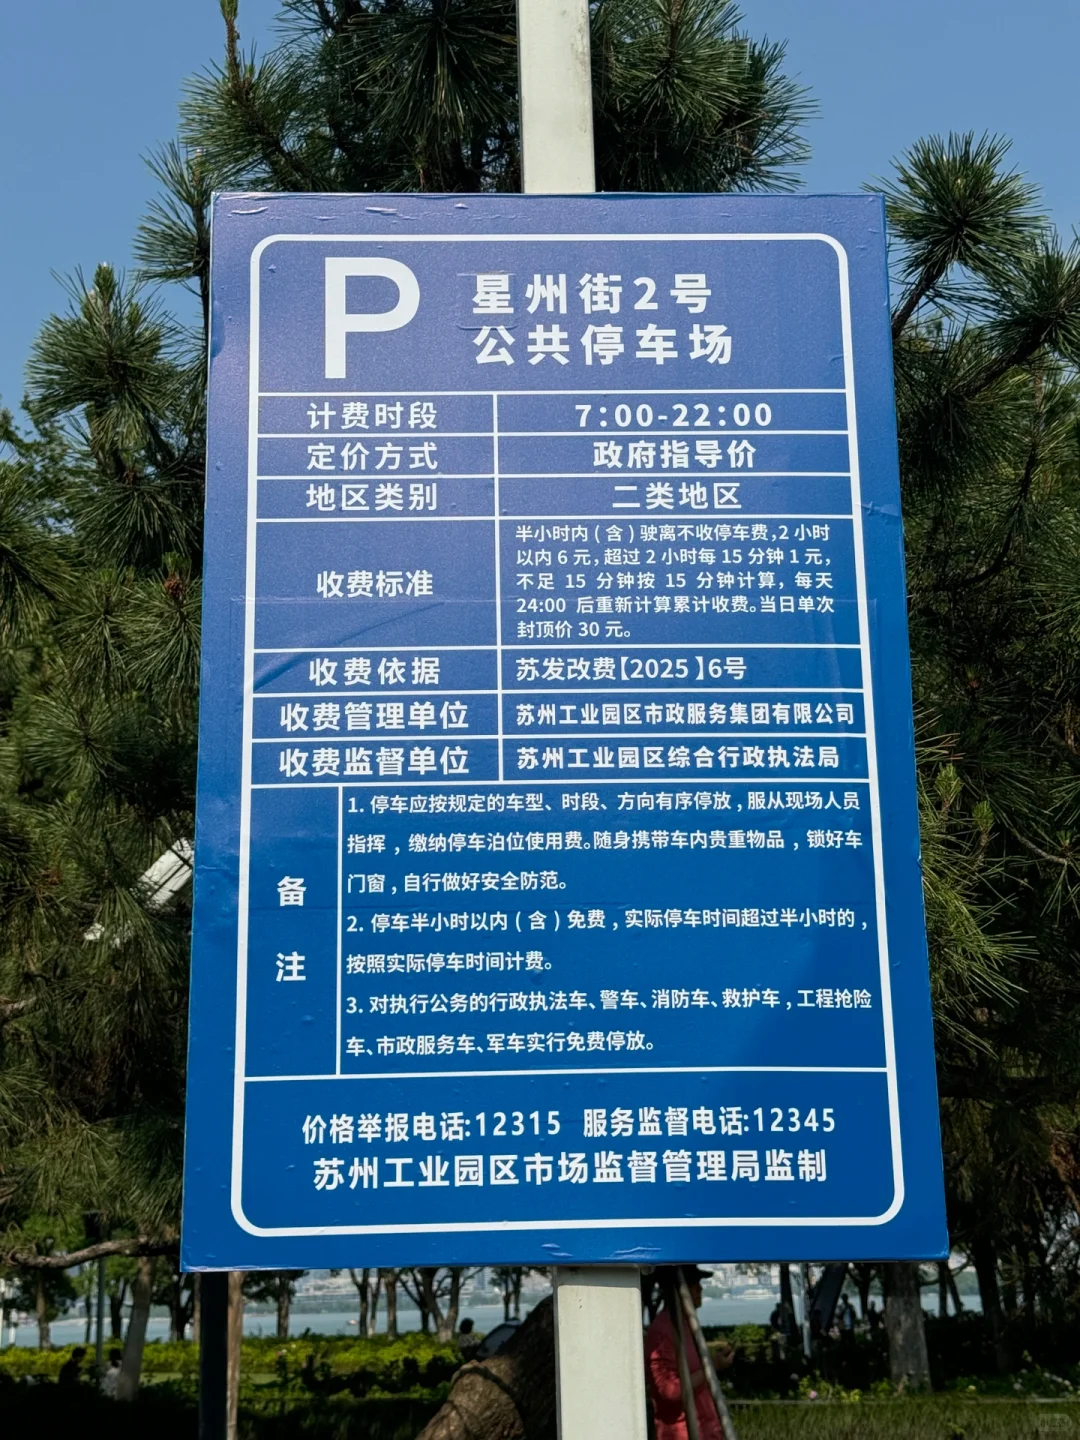 P
星州街2号
公共停车场
计费时段 7:00-22:00
定价方式 政府指导价
地区类别 二类地区
收费标准
半小时内(含)驶离不收停车费,2小时
以内6元,超过2小时每15分钟1元,
不足15分钟按15分钟计算,每天
24:00后重新计算累计收费。当日单次
封顶价30元。
收费依据 苏发改费【2025】6号
收费管理单位 苏州工业园区市政服务集团有限公司
收费监督单位 苏州工业园区综合行政执法局
备注
1. 停车应按规定的车型、时段、方向有序停放,服从现场人员
指挥,缴纳停车泊位使用费。随身携带车内贵重物品,锁好车
门窗,自行做好安全防范。
2. 停车半小时以内(含)免费,实际停车时间超过半小时的,
按照实际停车时间计费。
3. 对执行公务的行政执法车、警车、消防车、救护车,工程抢险
车、市政服务车、军车实行免费停放。
价格举报电话:12315 服务监督电话:12345
苏州工业园区市场监督管理局监制